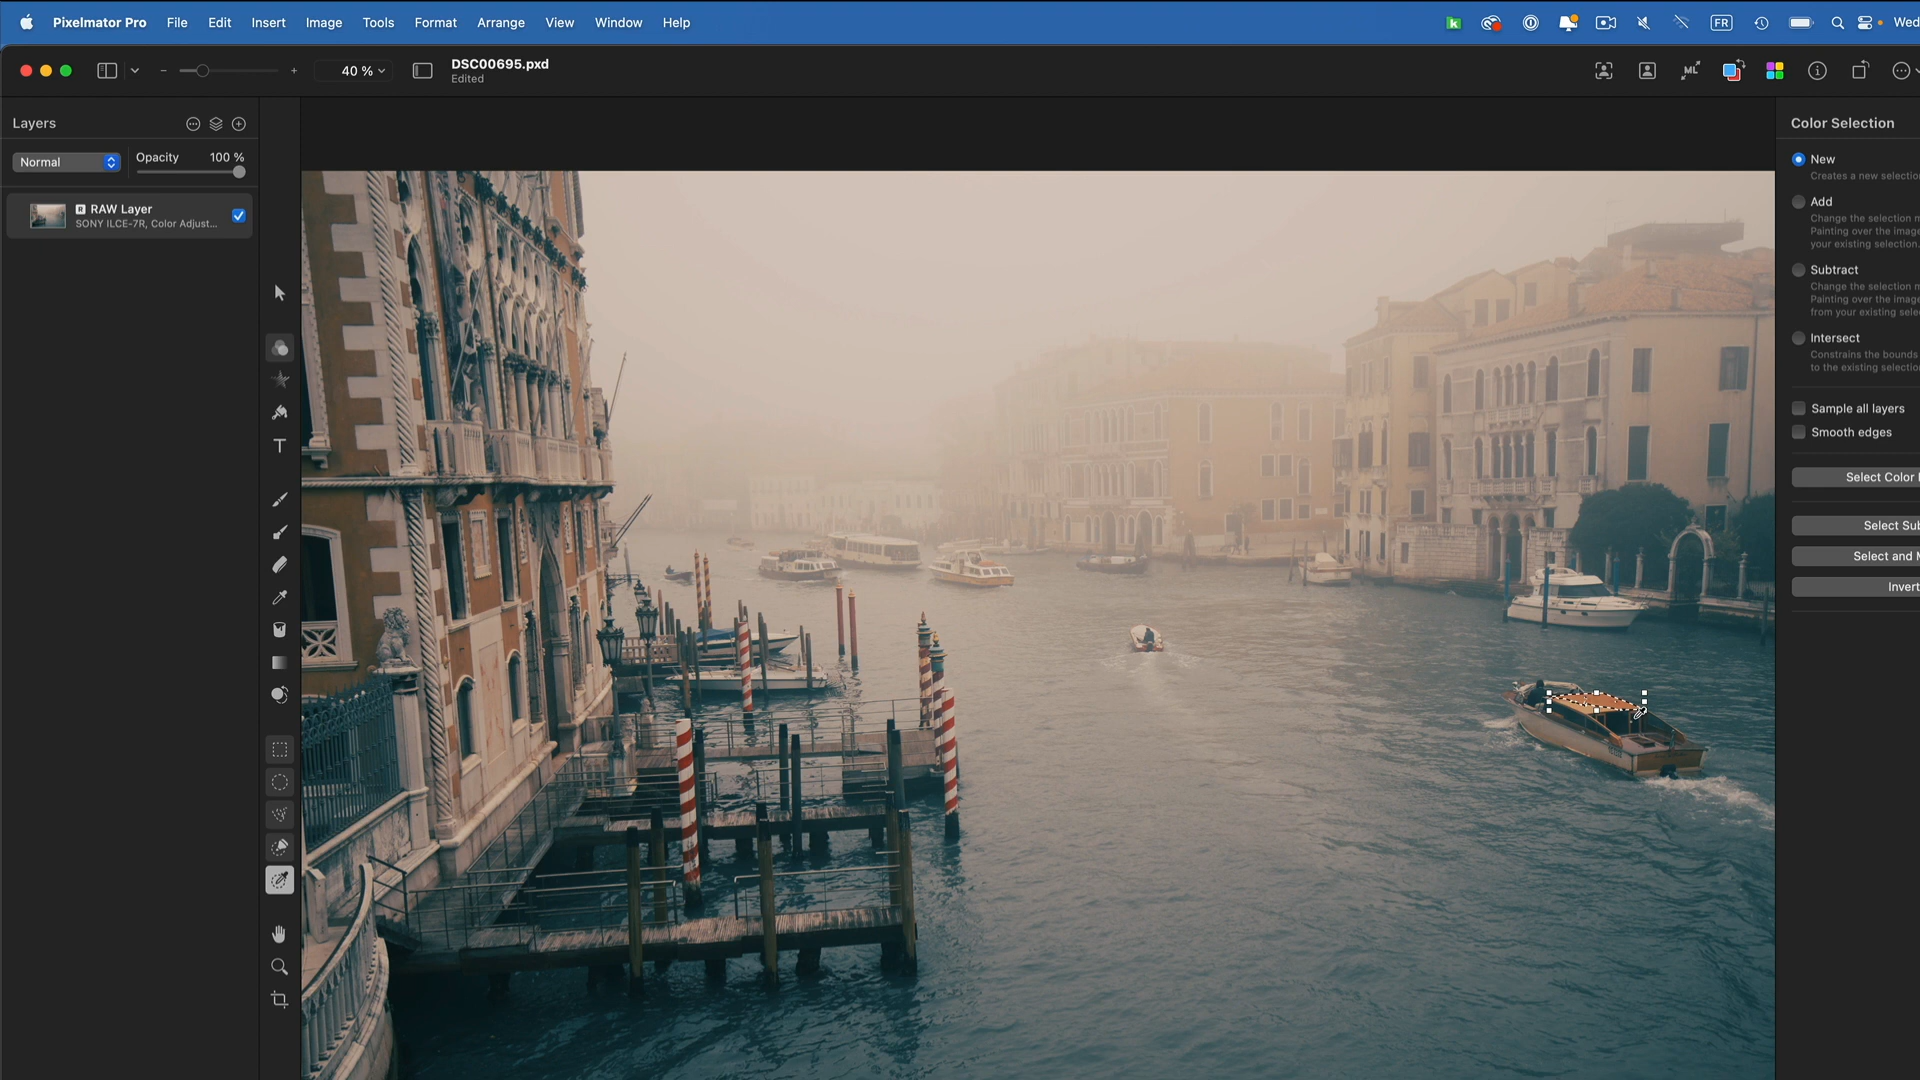 Pixelmator Pro File Edit Insert Image Tools Format Arrange View Window Help
k FR Wed
40 %
DSC00695.pxd
Edited
ML
Layers
Normal
Opacity 100 %
R RAW Layer
SONY ILCE-7R, Color Adjust...
T
Color Selection
New
Creates a new selectio
Add
Change the selection m
Painting over the image
your existing selection.
Subtract
Change the selection m
Painting over the image
from your existing sele
Intersect
Constrains the bounds
to the existing selectio
Sample all layers
Smooth edges
Select Color
Select Sub
Select and M
Invert